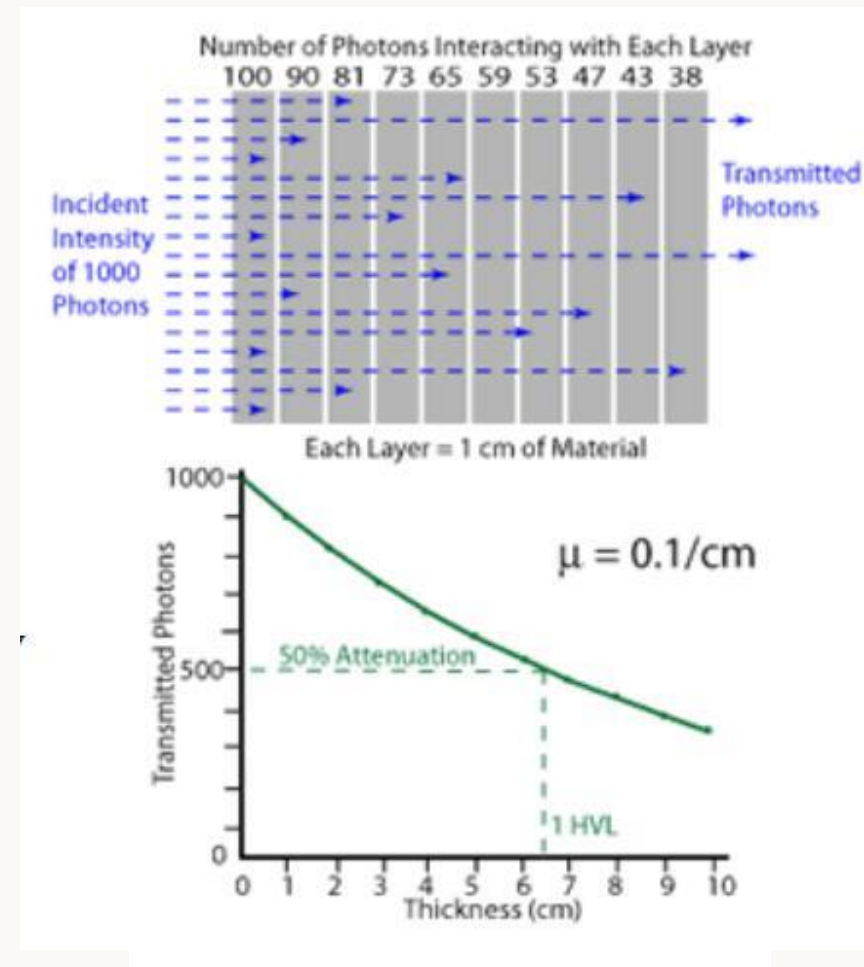 Number of Photons Interacting with Each Layer
100 90 81 73 65 59 53 47 43 38
Incident
Intensity
of 1000
Photons
Transmitted
Photons
Each Layer = 1 cm of Material
1000
μ = 0.1/cm
Transmitted Photons
50% Attenuation
500
1 HVL
0
0 1 2 3 4 5 6 7 8 9 10
Thickness (cm)